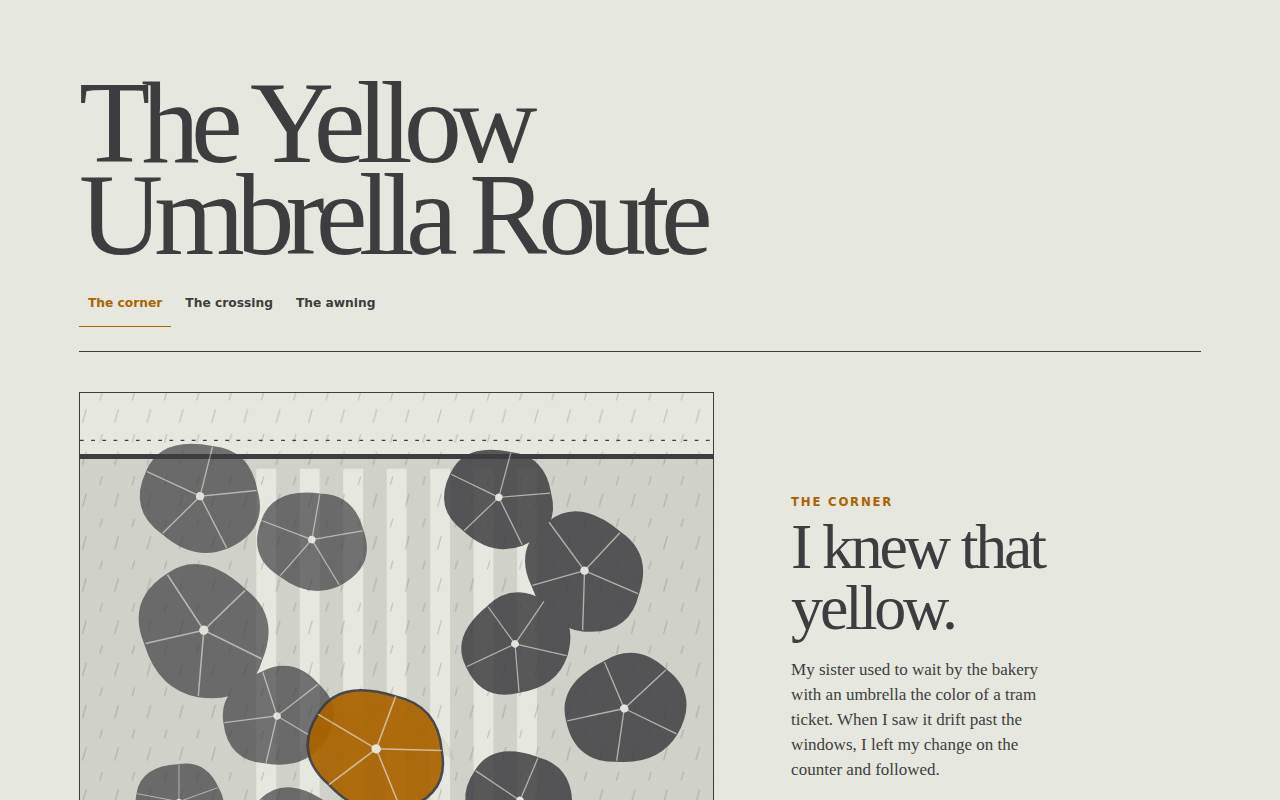 The Yellow
Umbrella Route
The corner The crossing The awning
THE CORNER
I knew that
yellow.
My sister used to wait by the bakery
with an umbrella the color of a tram
ticket. When I saw it drift past the
windows, I left my change on the
counter and followed.